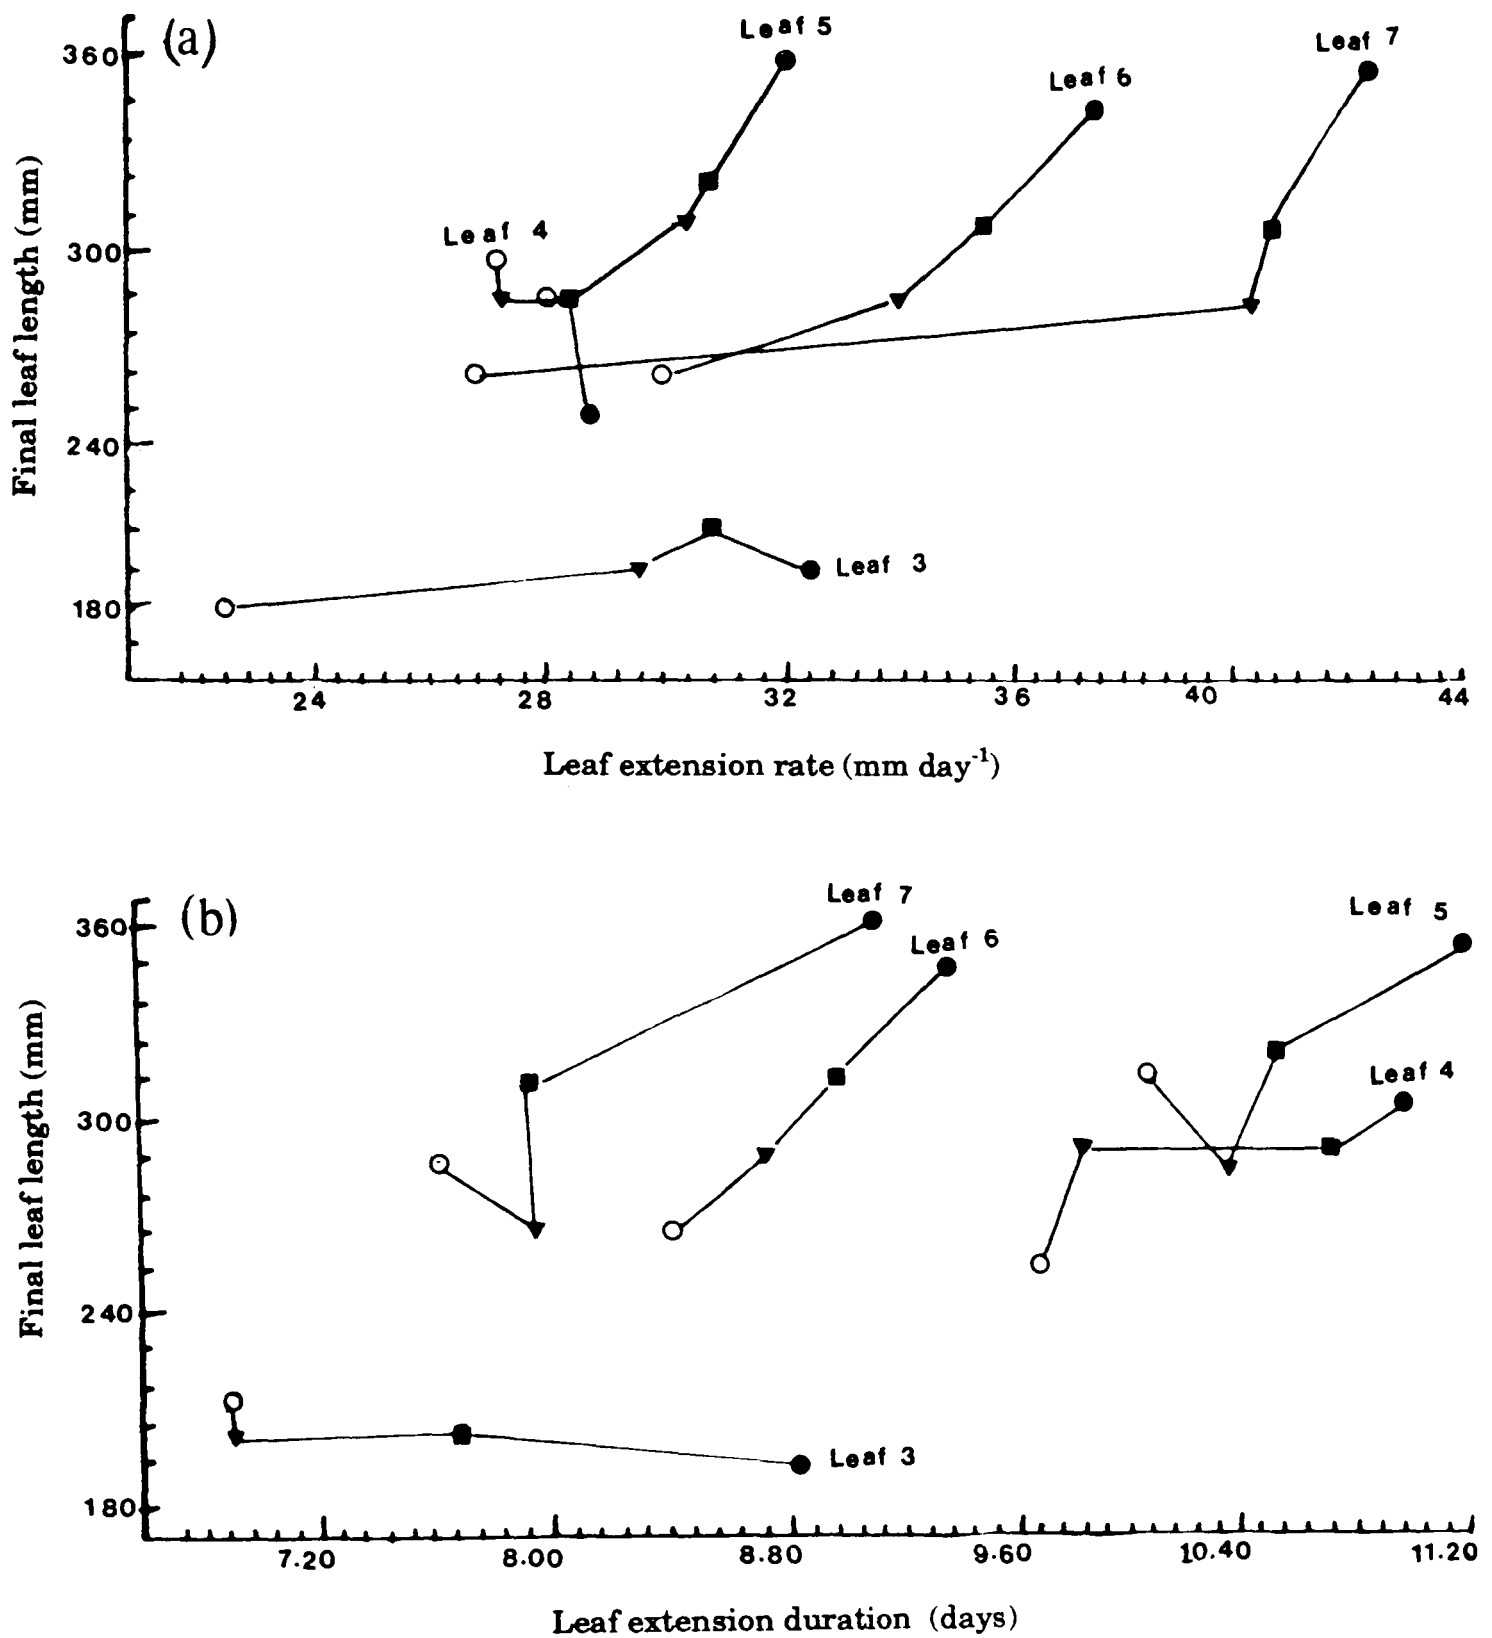 (a)
Leaf 5
Leaf 7
Leaf 6
Leaf 4
Leaf 3
360
300
240
180
Final leaf length (mm)
24 28 32 36 40 44
Leaf extension rate (mm day⁻¹)
(b)
Leaf 7
Leaf 5
Leaf 6
Leaf 4
Leaf 3
360
300
240
180
Final leaf length (mm)
7.20 8.00 8.80 9.60 10.40 11.20
Leaf extension duration (days)